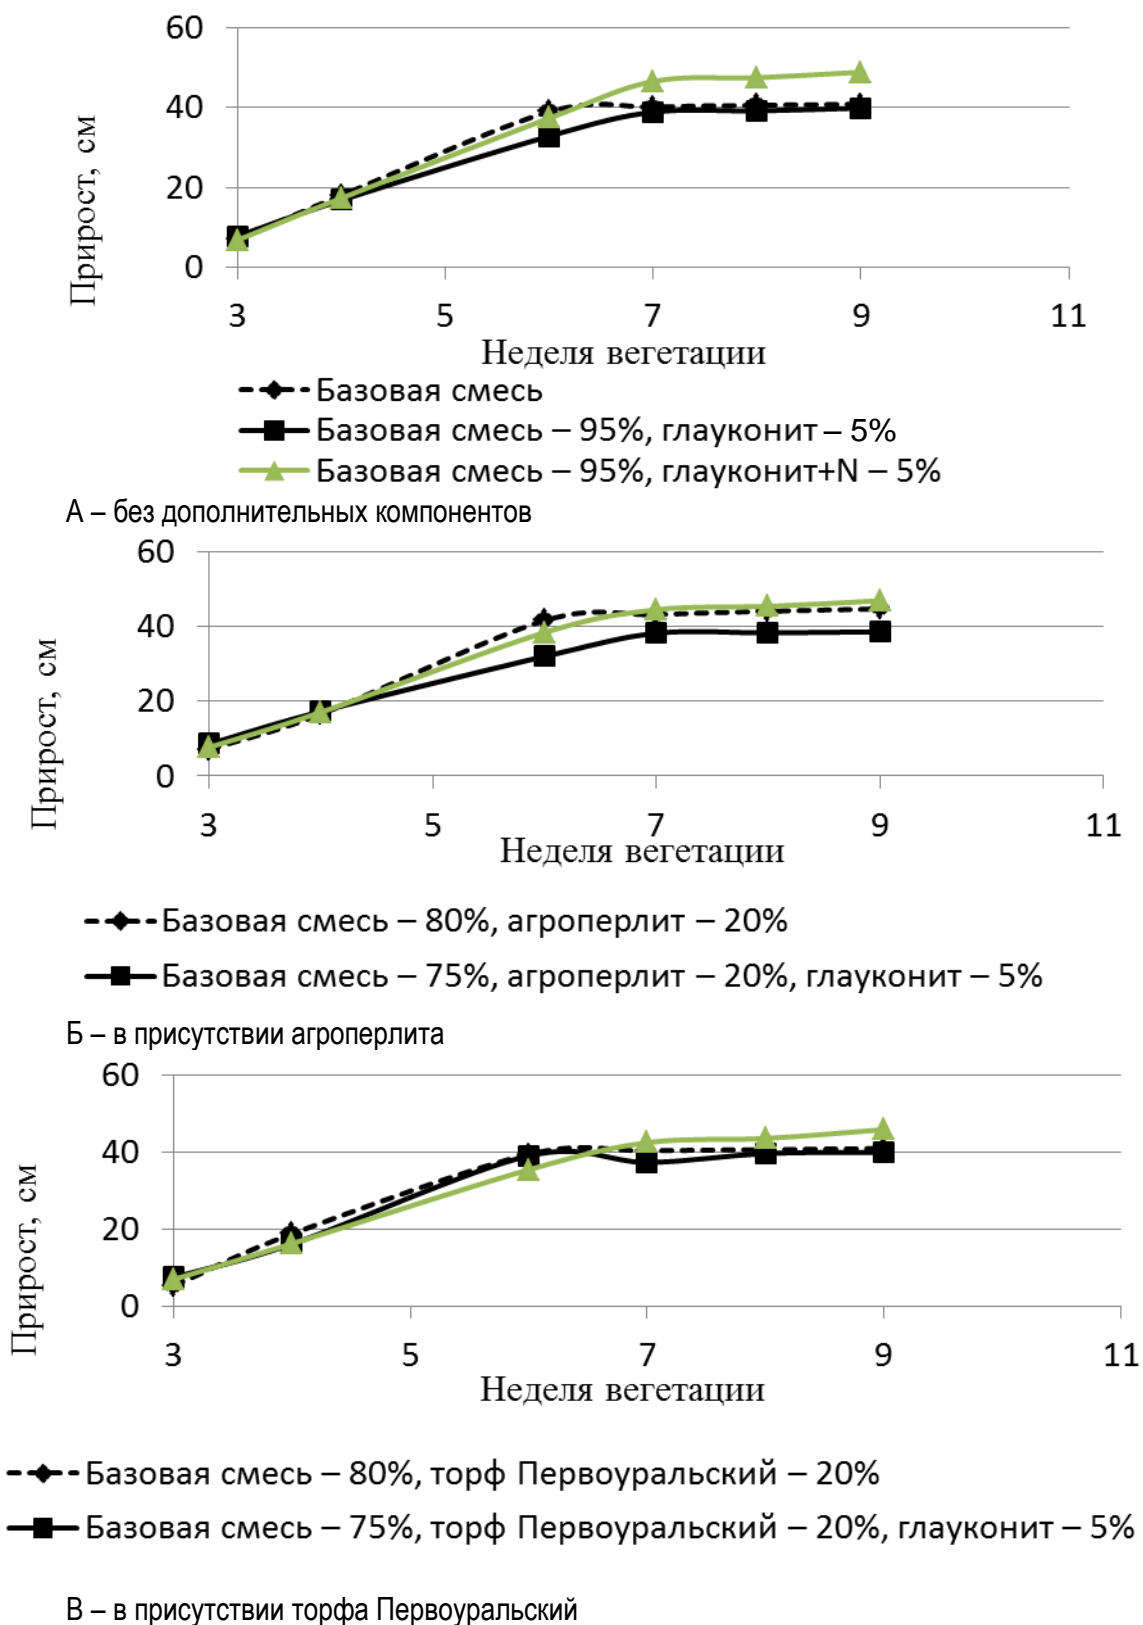 60
40
20
0
Прирост, см
3 5 7 9 11
Неделя вегетации
Базовая смесь
Базовая смесь – 95%, глауконит – 5%
Базовая смесь – 95%, глауконит+N – 5%
А – без дополнительных компонентов
60
40
20
0
Прирост, см
3 5 7 9 11
Неделя вегетации
Базовая смесь – 80%, агроперлит – 20%
Базовая смесь – 75%, агроперлит – 20%, глауконит – 5%
Б – в присутствии агроперлита
60
40
20
0
Прирост, см
3 5 7 9 11
Неделя вегетации
Базовая смесь – 80%, торф Первоуральский – 20%
Базовая смесь – 75%, торф Первоуральский – 20%, глауконит – 5%
В – в присутствии торфа Первоуральский